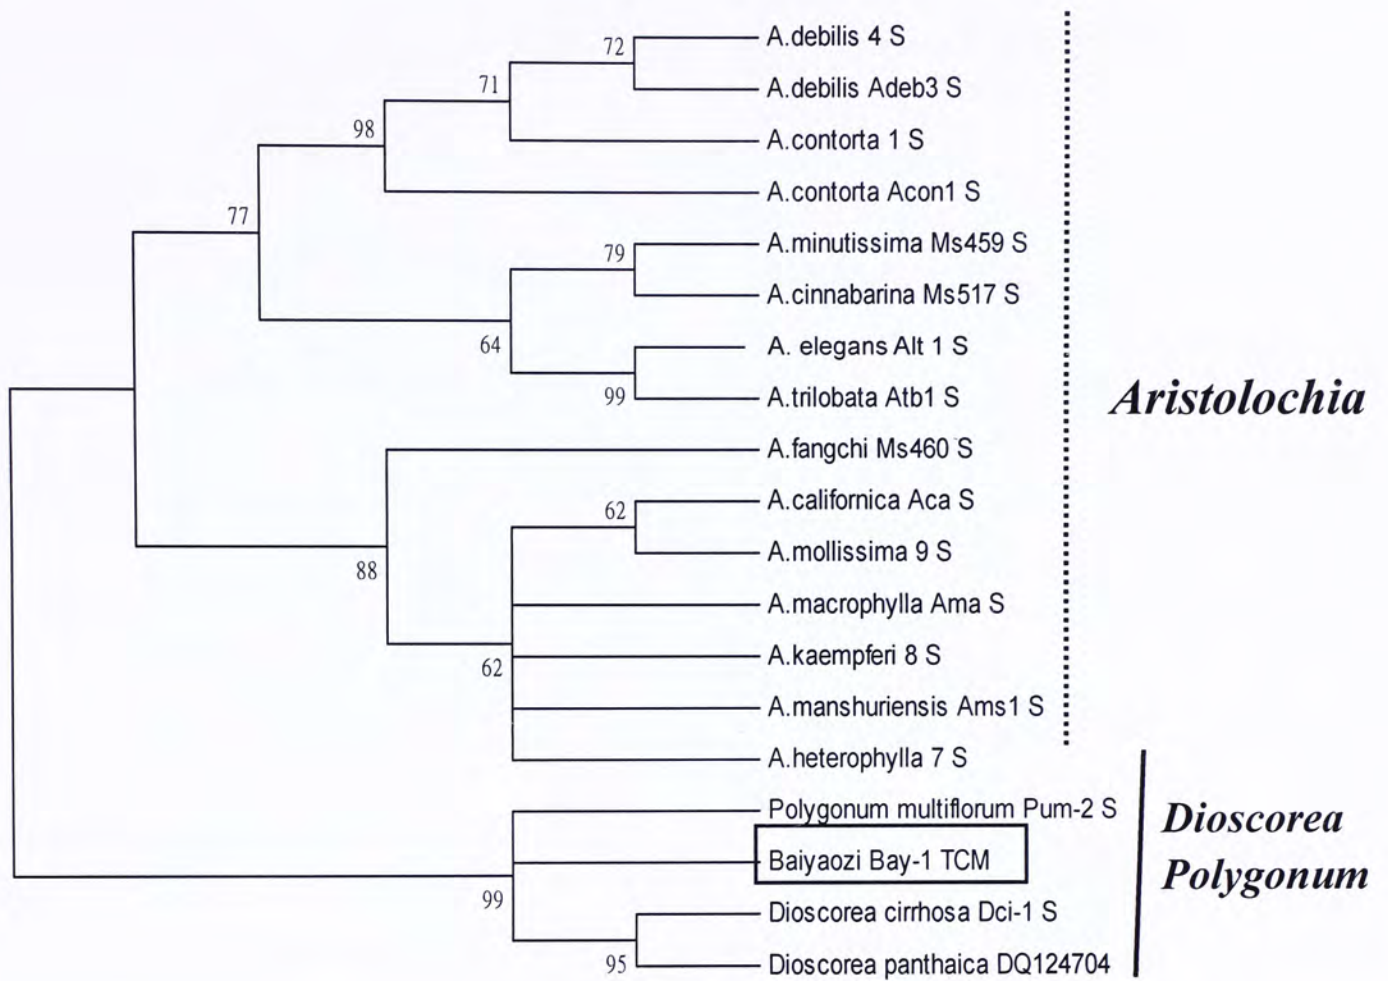 72
A.debilis 4 S
71
A.debilis Adeb3 S
98
A.contorta 1 S
77
A.contorta Acon1 S
79
A.minutissima Ms459 S
A.cinnabarina Ms517 S
64
A. elegans Alt 1 S
99
A.trilobata Atb1 S
Aristolochia
A.fangchi Ms460 S
62
A.californica Aca S
88
A.mollissima 9 S
A.macrophylla Ama S
62
A.kaempferi 8 S
A.manshuriensis Ams1 S
A.heterophylla 7 S
Polygonum multiflorum Pum-2 S
Baiyaozi Bay-1 TCM
99
Dioscorea cirrhosa Dci-1 S
95
Dioscorea panthaica DQ124704
Dioscorea
Polygonum